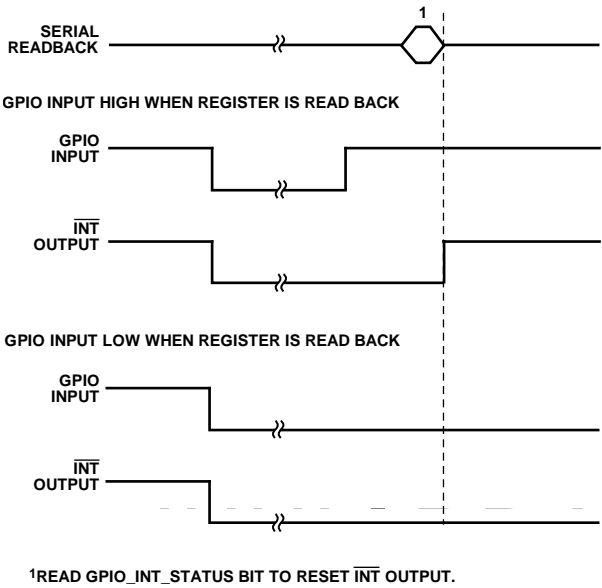 1
SERIAL
READBACK
GPIO INPUT HIGH WHEN REGISTER IS READ BACK
GPIO
INPUT
INT
OUTPUT
GPIO INPUT LOW WHEN REGISTER IS READ BACK
GPIO
INPUT
INT
OUTPUT
1READ GPIO_INT_STATUS BIT TO RESET INT OUTPUT.